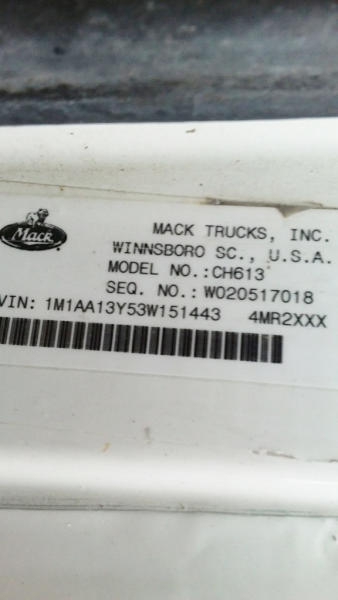 Mack
MACK TRUCKS, INC.
WINNSBORO SC., U.S.A.
MODEL NO.:CH613
SEQ. NO.: W020517018
VIN: 1M1AA13Y53W151443 4MR2XXX